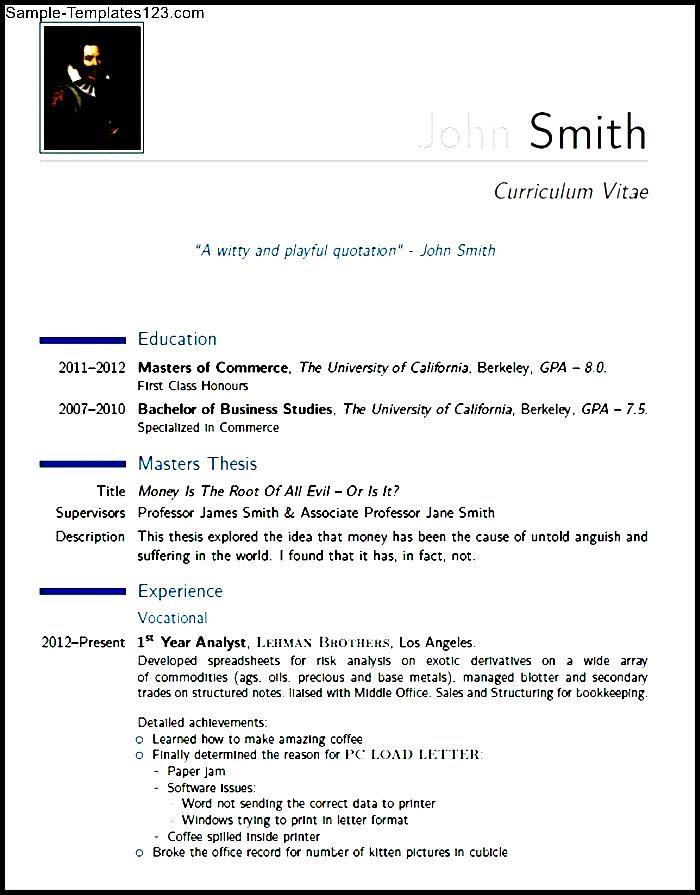 Sample-Templates123.com
John Smith
Curriculum Vitae
"A witty and playful quotation" - John Smith
Education
2011–2012 Masters of Commerce, The University of California, Berkeley, GPA – 8.0.
First Class Honours
2007–2010 Bachelor of Business Studies, The University of California, Berkeley, GPA – 7.5.
Specialized in Commerce
Masters Thesis
Title Money Is The Root Of All Evil – Or Is It?
Supervisors Professor James Smith & Associate Professor Jane Smith
Description This thesis explored the idea that money has been the cause of untold anguish and
suffering in the world. I found that it has, in fact, not.
Experience
Vocational
2012–Present 1st Year Analyst, LEHMAN BROTHERS, Los Angeles.
Developed spreadsheets for risk analysis on exotic derivatives on a wide array
of commodities (ags, oils, precious and base metals), managed blotter and secondary
trades on structured notes, liaised with Middle Office, Sales and Structuring for bookkeeping.
Detailed achievements:
o Learned how to make amazing coffee
o Finally determined the reason for PC LOAD LETTER:
- Paper jam
- Software issues:
· Word not sending the correct data to printer
· Windows trying to print in letter format
- Coffee spilled inside printer
o Broke the office record for number of kitten pictures in cubicle